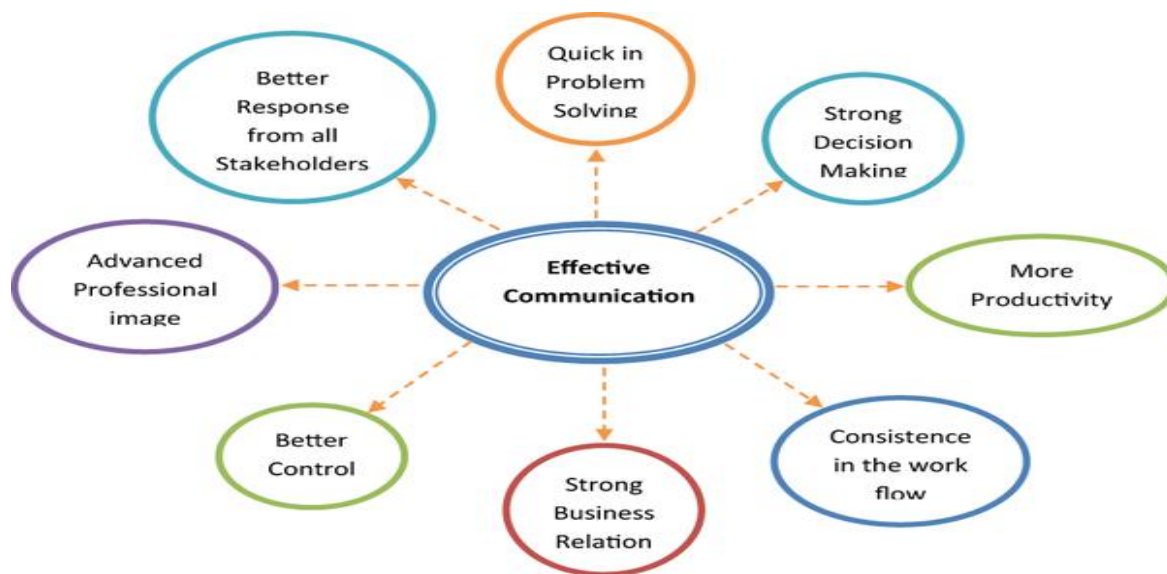 Quick in
Problem
Solving
Better
Response
from all
Stakeholders
Strong
Decision
Making
Advanced
Professional
image
Effective
Communication
More
Productivity
Better
Control
Strong
Business
Relation
Consistence
in the work
flow